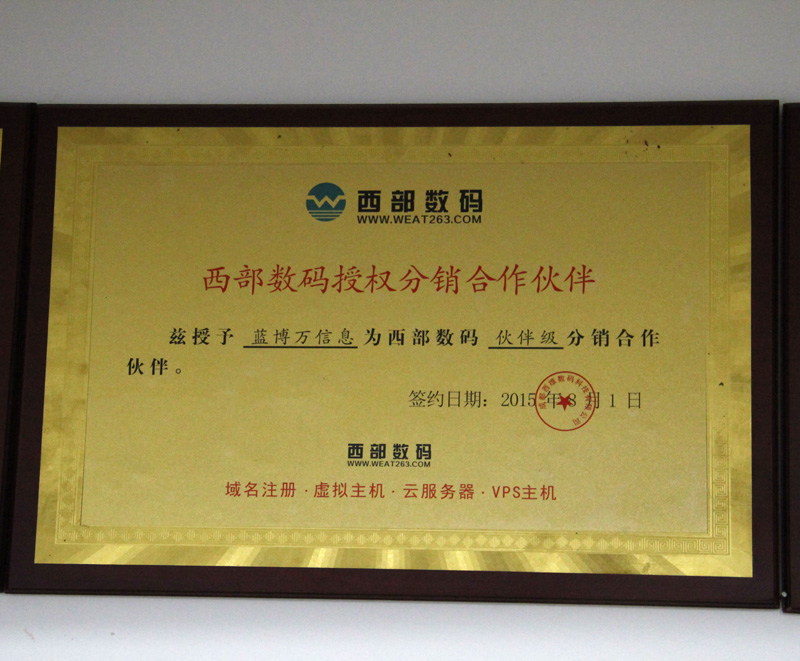 西部数码
WWW.WEAT263.COM
西部数码授权分销合作伙伴
兹授予 蓝博万信息 为西部数码 伙伴级 分销合作
伙伴。
签约日期：2015年8月1日
西部数码
WWW.WEAT263.COM
域名注册·虚拟主机·云服务器·VPS主机